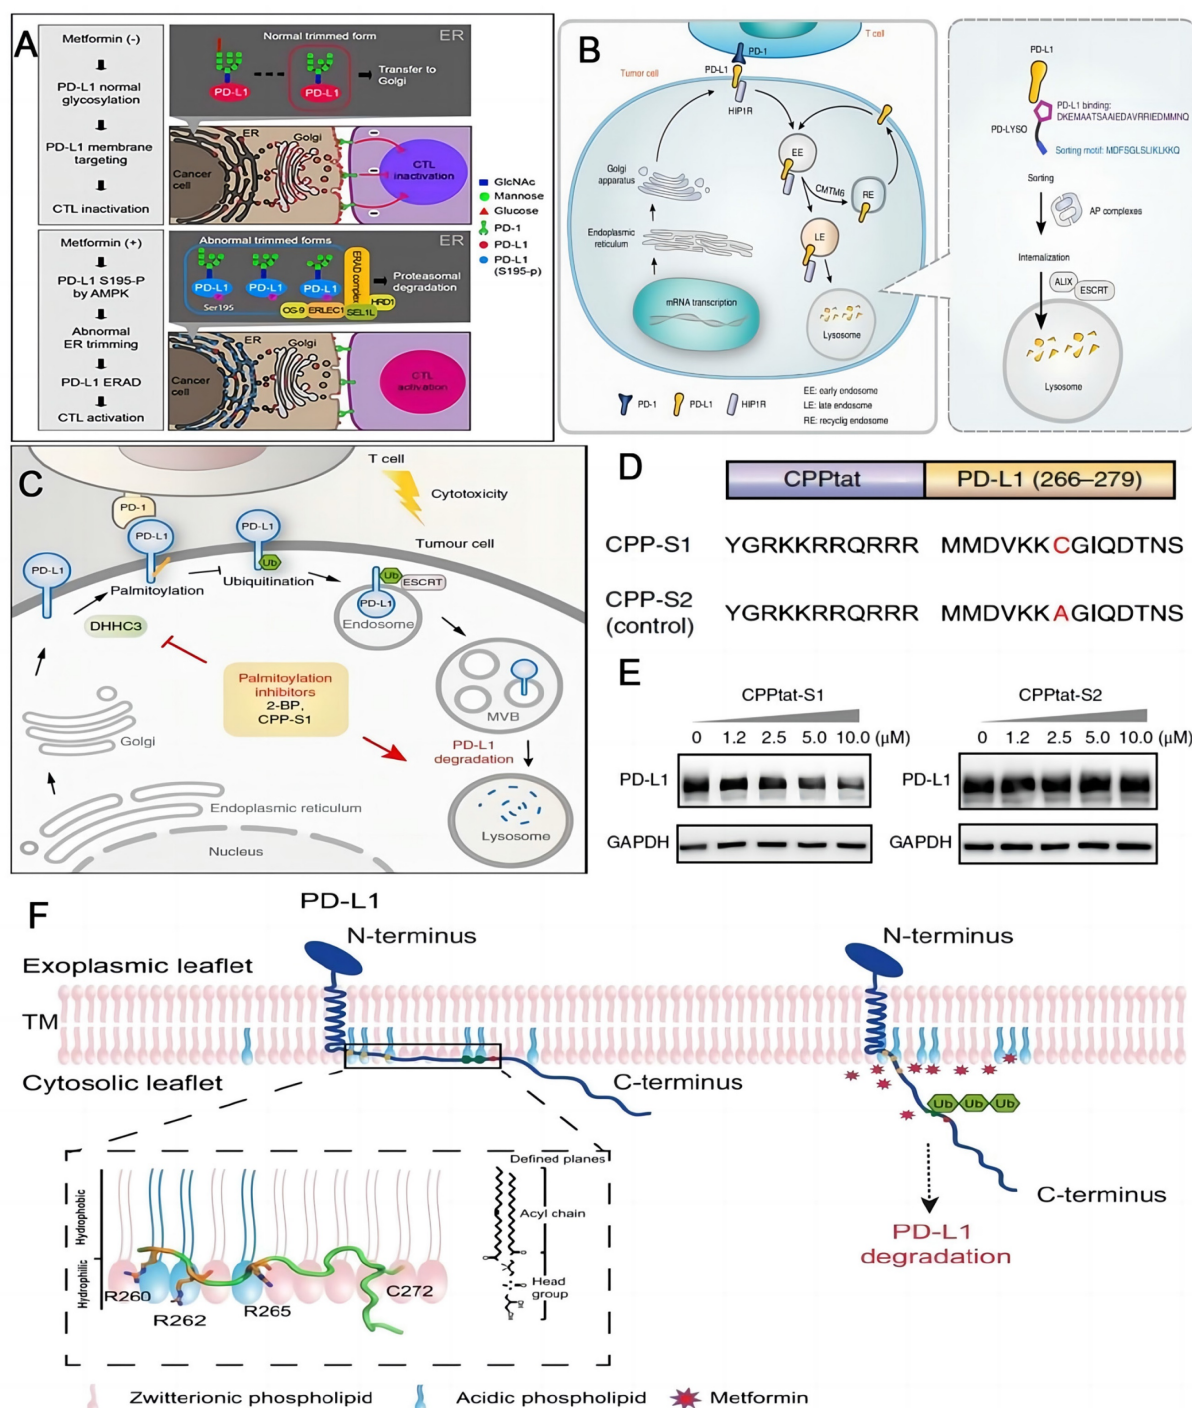 A
Metformin (-)
PD-L1 normal
glycosylation
PD-L1 membrane
targeting
CTL inactivation
Normal trimmed form
ER
PD-L1
PD-L1
Transfer to
Golgi
ER
Golgi
Cancer
cell
CTL
inactivation
GlcNAc
Mannose
Glucose
PD-1
PD-L1
PD-L1
(S195-p)
Metformin (+)
PD-L1 S195-P
by AMPK
Abnormal
ER trimming
PD-L1 ERAD
CTL activation
Abnormal trimmed forms
ER
PD-L1
PD-L1
PD-L1
Ser195
OG-9
ERLEC1
SEL1L
HRD1
ERAD complex
Proteasomal
degradation
ER
Golgi
Cancer
cell
CTL
activation
B
T cell
PD-1
Tumor cell
PD-L1
HIP1R
EE
Golgi
apparatus
CMTM6
RE
LE
Endoplasmic
reticulum
mRNA transcription
Lysosome
PD-1
PD-L1
HIP1R
EE: early endosome
LE: late endosome
RE: recyclig endosome
PD-L1
PD-L1 binding:
DKEMAATSAAIEDAVRRIEDMMNQ
PD-LYSO
Sorting motif: MDFSGLSLIKLKKQ
Sorting
AP complexes
Internalization
ALIX
ESCRT
Lysosome
C
T cell
Cytotoxicity
Tumour cell
PD-1
PD-L1
PD-L1
PD-L1
Ub
Palmitoylation
Ubiquitination
DHHC3
Ub
ESCRT
PD-L1
Endosome
Palmitoylation
inhibitors
2-BP,
CPP-S1
MVB
PD-L1
degradation
Golgi
Endoplasmic reticulum
Nucleus
Lysosome
D
CPPtat
PD-L1 (266–279)
CPP-S1
YGRKKRRQRRR
MMDVKKCGIQDTNS
CPP-S2
(control)
YGRKKRRQRRR
MMDVKKAGIQDTNS
E
CPPtat-S1
0 1.2 2.5 5.0 10.0 (μM)
PD-L1
GAPDH
CPPtat-S2
0 1.2 2.5 5.0 10.0 (μM)
PD-L1
GAPDH
F
PD-L1
N-terminus
N-terminus
Exoplasmic leaflet
TM
Cytosolic leaflet
C-terminus
Ub Ub Ub
C-terminus
PD-L1
degradation
Hydrophobic
Hydrophilic
R260
R262
R265
C272
Defined planes
Acyl chain
Head
group
Zwitterionic phospholipid
Acidic phospholipid
Metformin